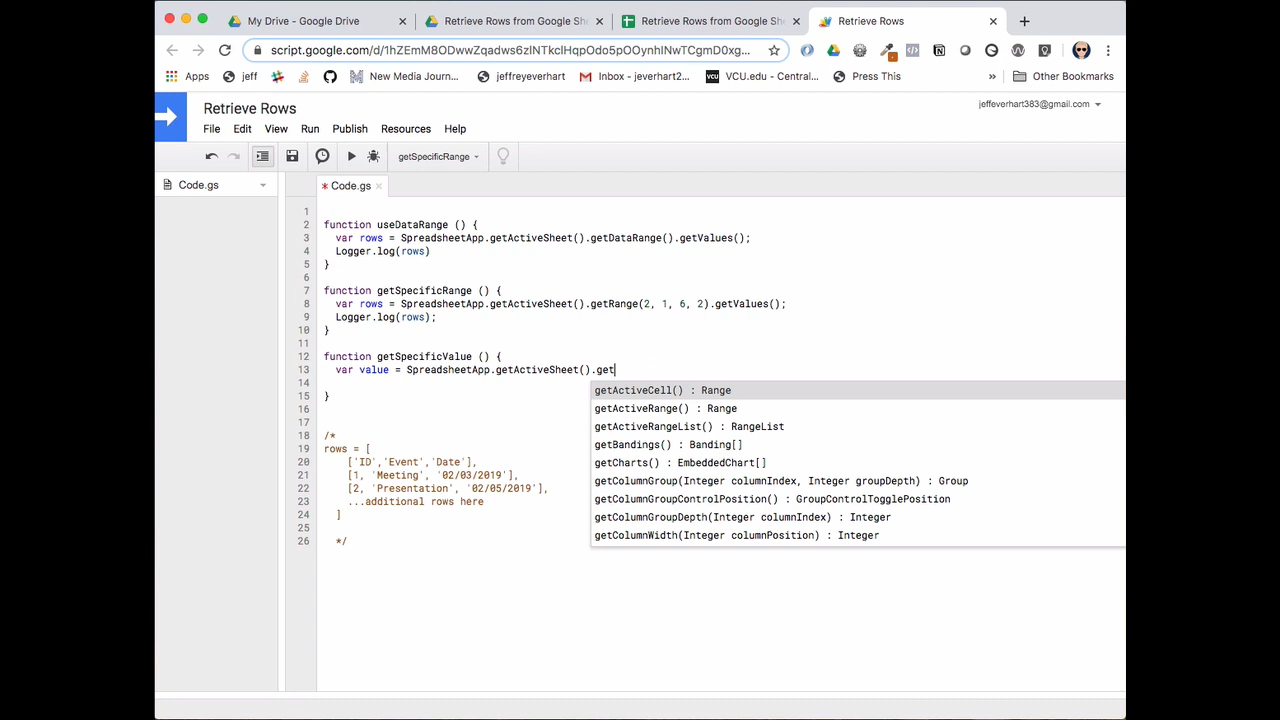 My Drive - Google Drive
Retrieve Rows from Google She
Retrieve Rows from Google She
Retrieve Rows
script.google.com/d/1hZEmM8ODwwZqadws6zlNTkclHqpOdo5pOOynhlNwTCgmD0xg...
Apps
jeff
New Media Journ...
jeffreyeverhart
Inbox - jeverhart2...
VCU.edu - Central...
Press This
»
Other Bookmarks
Retrieve Rows
jeffeverhart383@gmail.com
File Edit View Run Publish Resources Help
getSpecificRange
Code.gs
* Code.gs
1
2 function useDataRange () {
3 var rows = SpreadsheetApp.getActiveSheet().getDataRange().getValues();
4 Logger.log(rows)
5 }
6
7 function getSpecificRange () {
8 var rows = SpreadsheetApp.getActiveSheet().getRange(2, 1, 6, 2).getValues();
9 Logger.log(rows);
10 }
11
12 function getSpecificValue () {
13 var value = SpreadsheetApp.getActiveSheet().get
14
15 }
16
17
18 /*
19 rows = [
20 ['ID','Event','Date'],
21 [1, 'Meeting', '02/03/2019'],
22 [2, 'Presentation', '02/05/2019'],
23 ...additional rows here
24 ]
25
26 */
getActiveCell() : Range
getActiveRange() : Range
getActiveRangeList() : RangeList
getBandings() : Banding[]
getCharts() : EmbeddedChart[]
getColumnGroup(Integer columnIndex, Integer groupDepth) : Group
getColumnGroupControlPosition() : GroupControlTogglePosition
getColumnGroupDepth(Integer columnIndex) : Integer
getColumnWidth(Integer columnPosition) : Integer